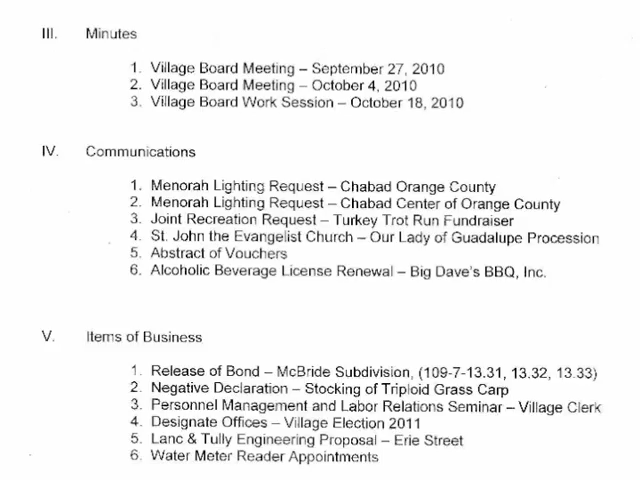 III. Minutes
1. Village Board Meeting – September 27, 2010
2. Village Board Meeting – October 4, 2010
3. Village Board Work Session – October 18, 2010
IV. Communications
1. Menorah Lighting Request – Chabad Orange County
2. Menorah Lighting Request – Chabad Center of Orange County
3. Joint Recreation Request – Turkey Trot Run Fundraiser
4. St. John the Evangelist Church – Our Lady of Guadalupe Procession
5. Abstract of Vouchers
6. Alcoholic Beverage License Renewal – Big Dave's BBQ, Inc.
V. Items of Business
1. Release of Bond – McBride Subdivision, (109-7-13.31, 13.32, 13.33)
2. Negative Declaration – Stocking of Triploid Grass Carp
3. Personnel Management and Labor Relations Seminar – Village Clerk
4. Designate Offices – Village Election 2011
5. Lanc & Tully Engineering Proposal – Erie Street
6. Water Meter Reader Appointments